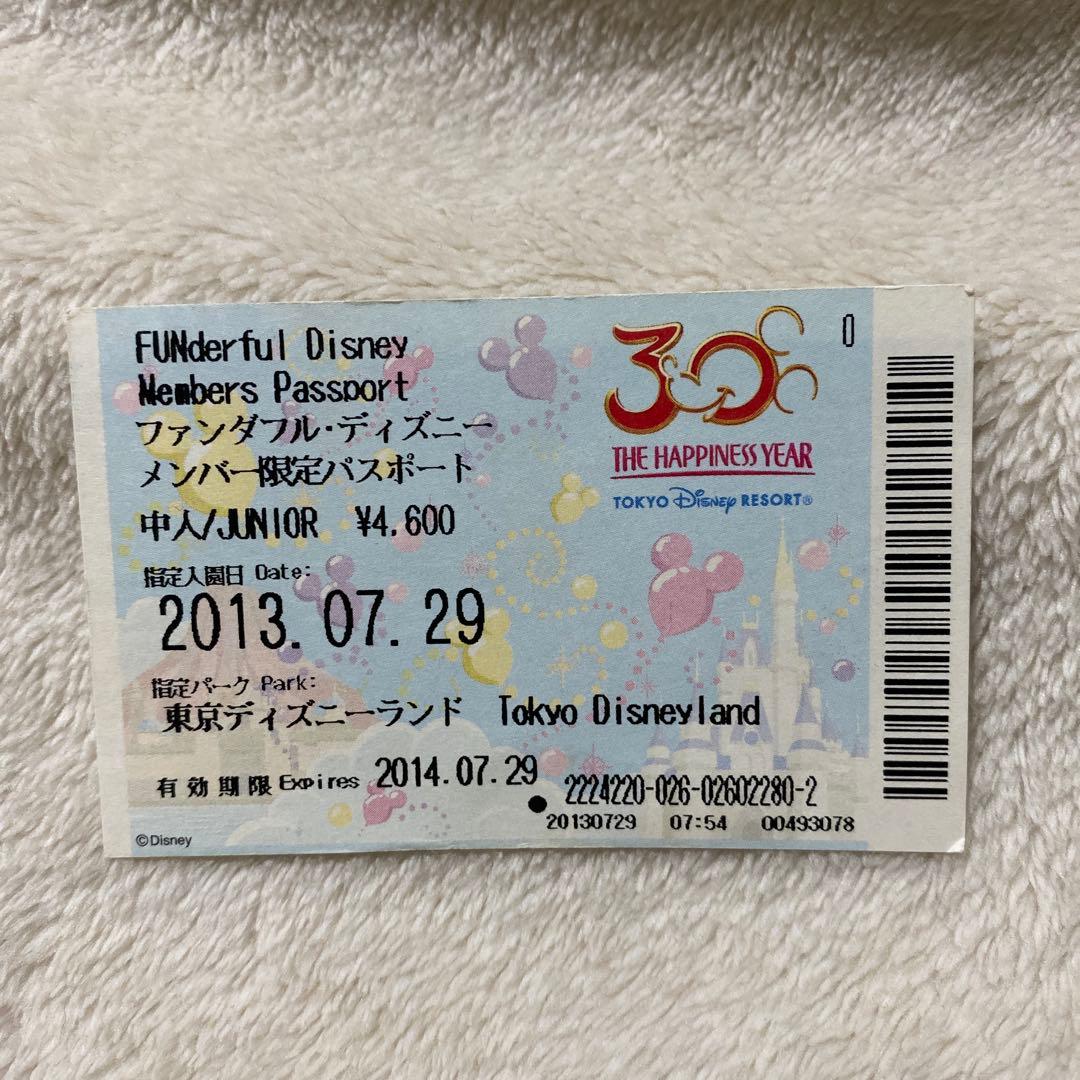 FUNderful Disney
Members Passport
ファンダフル・ディズニー
メンバー限定パスポート
中人/JUNIOR ¥4,600
指定入園日 Date:
2013. 07. 29
指定パーク Park:
東京ディズニーランド Tokyo Disneyland
有効期限 Expires 2014.07.29
2224220-026-02602280-2
20130729 07:54 00493078
©Disney
30
THE HAPPINESS YEAR
TOKYO Disney RESORT®
0